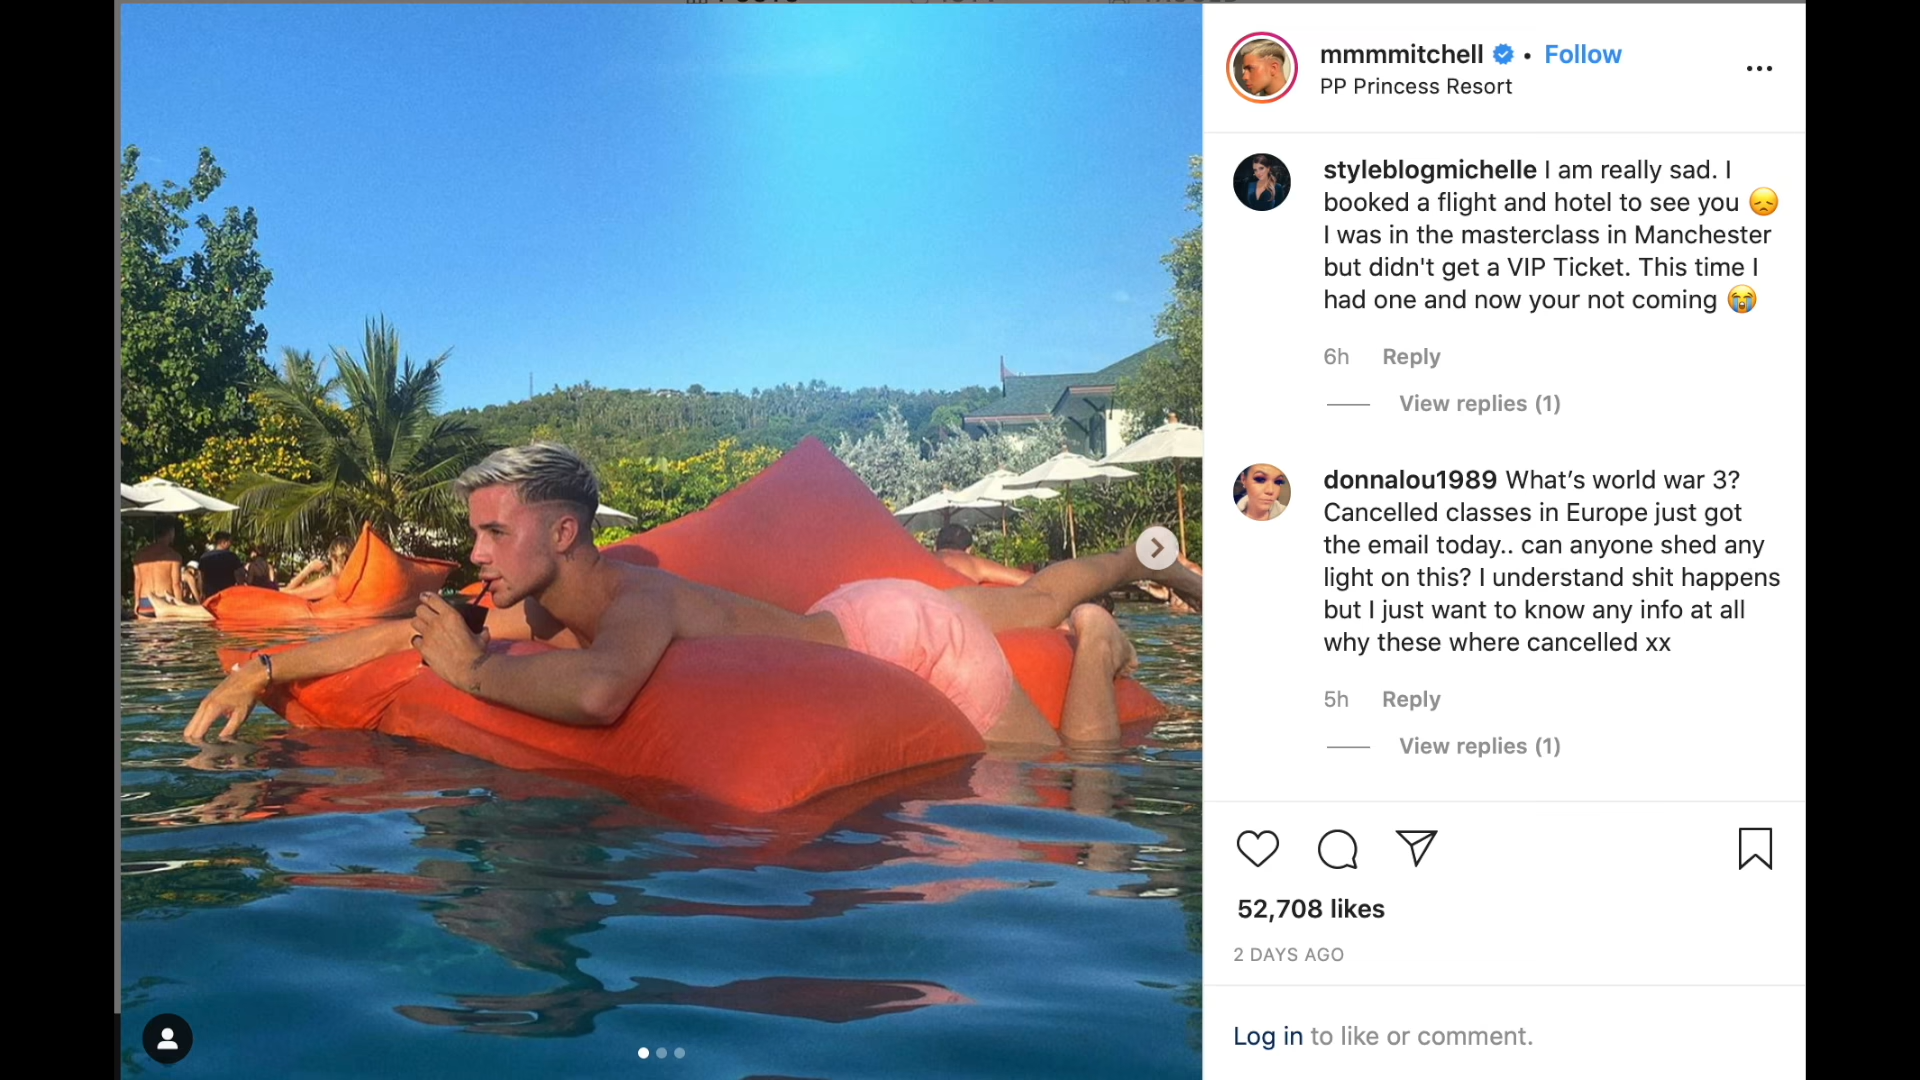 mmmmitchell • Follow
PP Princess Resort
styleblogmichelle I am really sad. I
booked a flight and hotel to see you 😞
I was in the masterclass in Manchester
but didn't get a VIP Ticket. This time I
had one and now your not coming 😭
6h Reply
View replies (1)
donnalou1989 What’s world war 3?
Cancelled classes in Europe just got
the email today.. can anyone shed any
light on this? I understand shit happens
but I just want to know any info at all
why these where cancelled xx
5h Reply
View replies (1)
52,708 likes
2 DAYS AGO
Log in to like or comment.